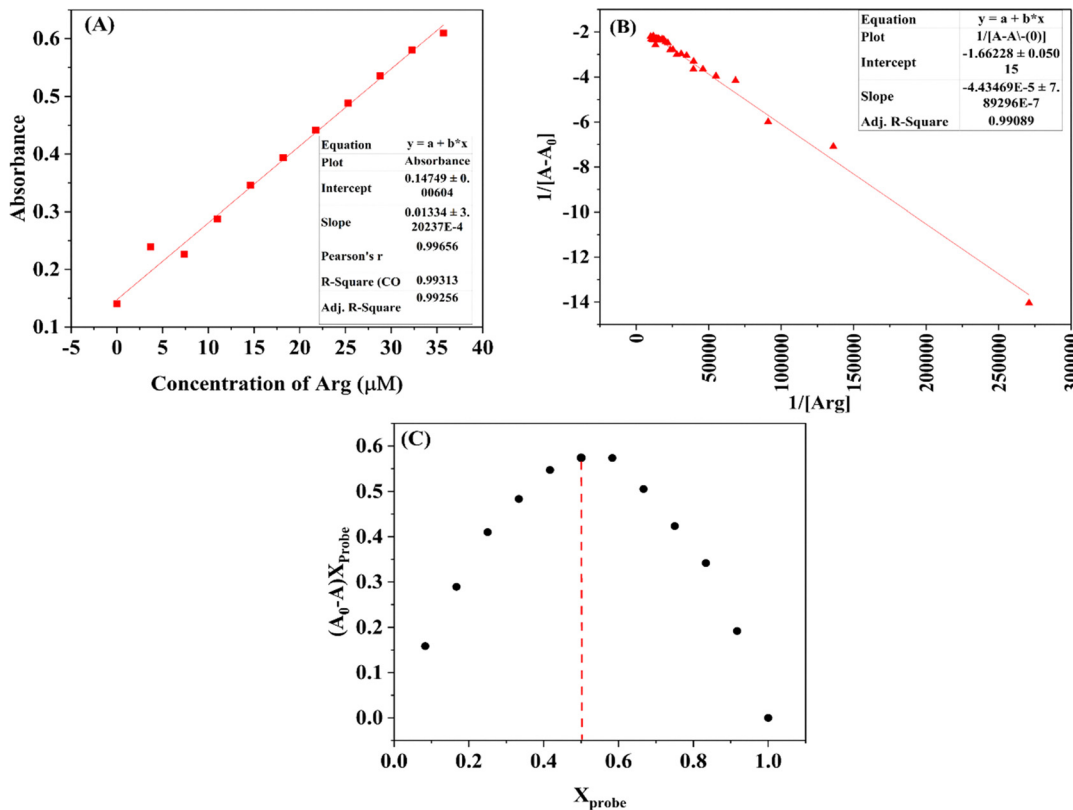 (A)
Absorbance
0.6
0.5
0.4
0.3
0.2
0.1
-5 0 5 10 15 20 25 30 35 40
Concentration of Arg (μM)
Equation y = a + b*x
Plot Absorbance
Intercept 0.14749 ± 0.
00604
Slope 0.01334 ± 3.
20237E-4
Pearson's r 0.99656
R-Square (CO 0.99313
Adj. R-Square 0.99256
(B)
1/[A-A0]
0
-2
-4
-6
-8
-10
-12
-14
0 50000 100000 150000 200000 250000 300000
1/[Arg]
Equation y = a + b*x
Plot 1/[A-A\-(0)]
Intercept -1.66228 ± 0.050
15
Slope -4.43469E-5 ± 7.
89296E-7
Adj. R-Square 0.99089
(C)
(A0-A)XProbe
0.6
0.5
0.4
0.3
0.2
0.1
0.0
0.0 0.2 0.4 0.6 0.8 1.0
Xprobe